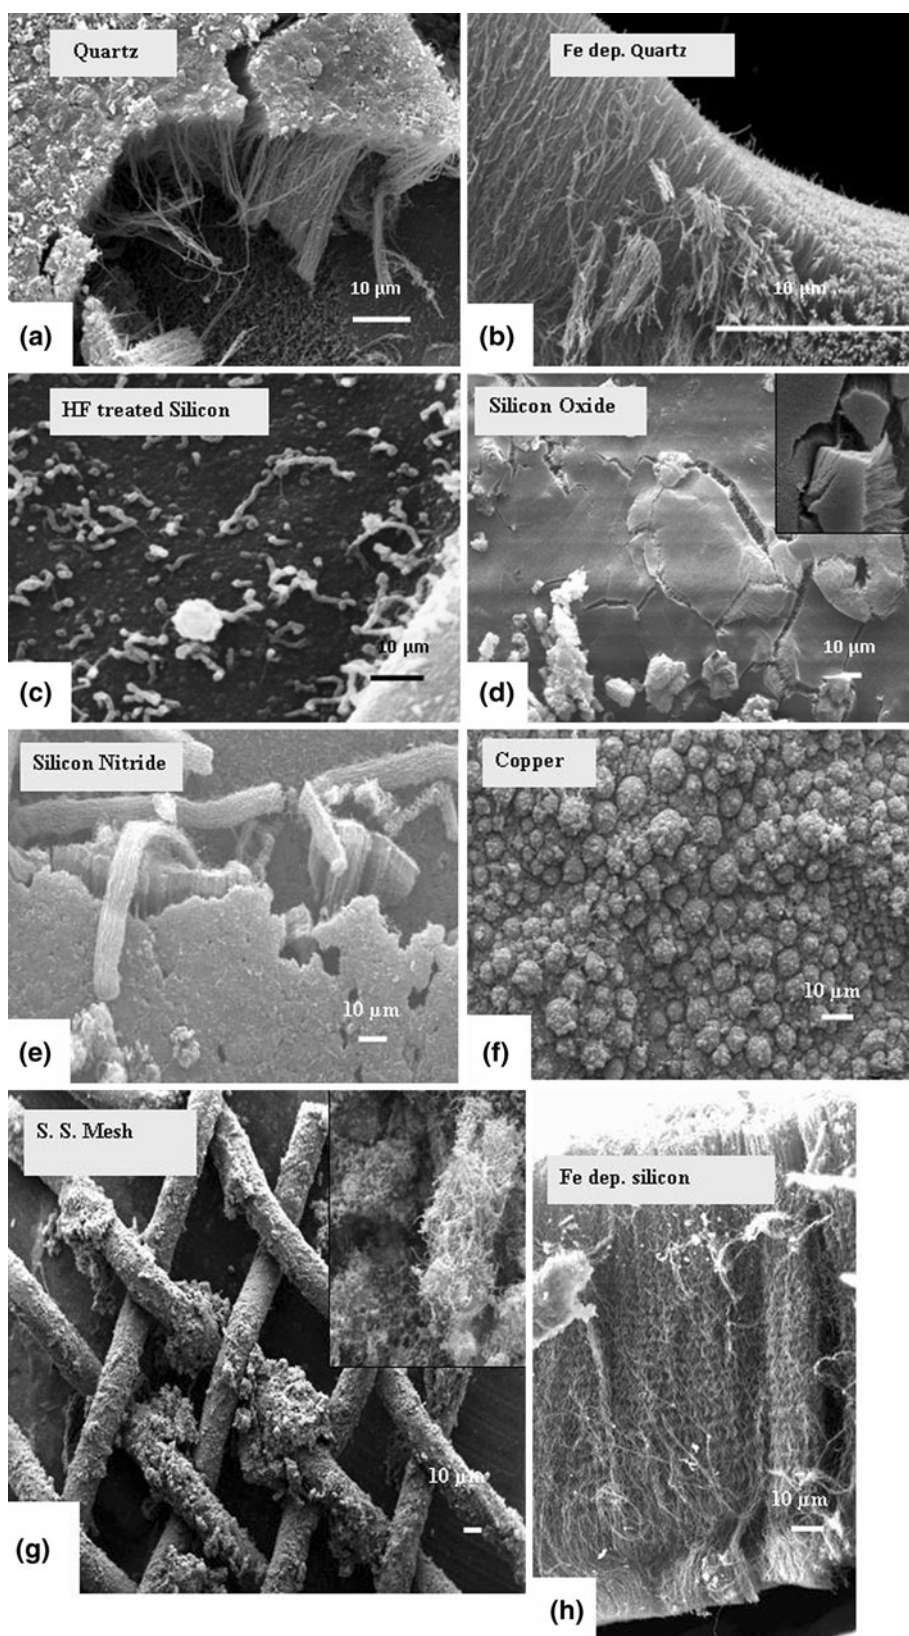 Quartz
10 µm
(a)
Fe dep. Quartz
10 µm
(b)
HF treated Silicon
10 µm
(c)
Silicon Oxide
10 µm
(d)
Silicon Nitride
10 µm
(e)
Copper
10 µm
(f)
S. S. Mesh
10 µm
(g)
Fe dep. silicon
10 µm
(h)